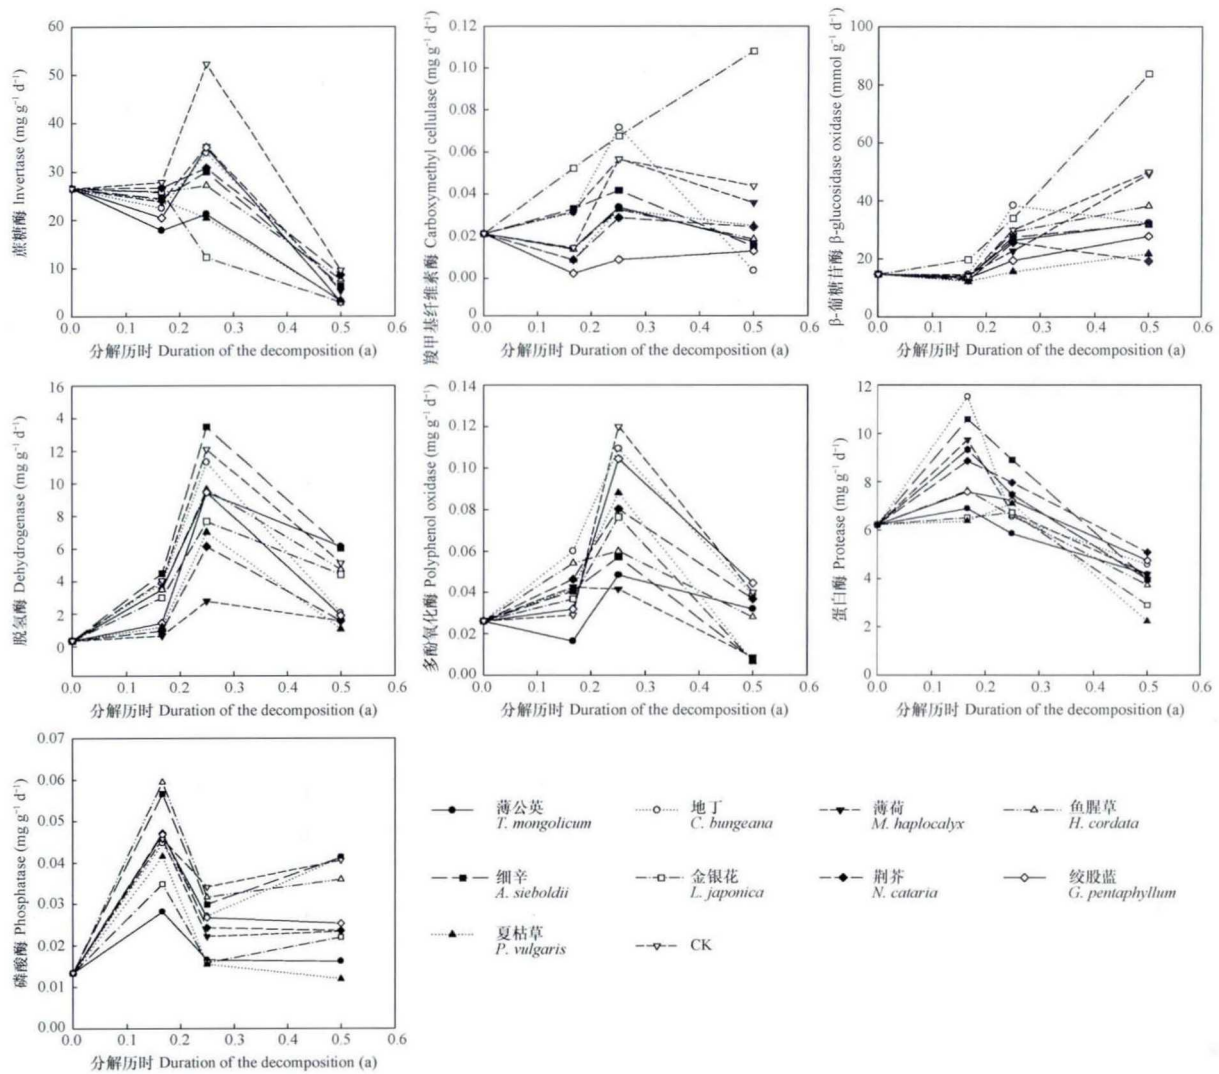 蔗糖酶 Invertase (mg g⁻¹ d⁻¹)
60
50
40
30
20
10
0
0.0 0.1 0.2 0.3 0.4 0.5 0.6
分解历时 Duration of the decomposition (a)
羧甲基纤维素酶 Carboxymethyl cellulase (mg g⁻¹ d⁻¹)
0.12
0.10
0.08
0.06
0.04
0.02
0.00
0
0.0 0.1 0.2 0.3 0.4 0.5 0.6
分解历时 Duration of the decomposition (a)
β-葡糖苷酶 β-glucosidase oxidase (mmol g⁻¹ d⁻¹)
100
80
60
40
20
0
0.0 0.1 0.2 0.3 0.4 0.5 0.6
分解历时 Duration of the decomposition (a)
脱氢酶 Dehydrogenase (mg g⁻¹ d⁻¹)
16
4
12
10
8
6
4
2
0
0.0 0.1 0.2 0.3 0.4 0.5 0.6
分解历时 Duration of the decomposition (a)
多酚氧化酶 Polyphenol oxidase (mg g⁻¹ d⁻¹)
0.14
0.12
0.10
0.08
0.06
0.04
0.02
0.00
0.0 0.1 0.2 0.3 0.4 0.5 0.6
分解历时 Duration of the decomposition (a)
蛋白酶 Protease (mg g⁻¹ d⁻¹)
12
10
8
6
4
2
0
0.0 0.1 0.2 0.3 0.4 0.5 0.6
分解历时 Duration of the decomposition (a)
磷酸酶 Phosphatase (mg g⁻¹ d⁻¹)
0.07
0.06
0.05
0.04
0.03
0.02
0.01
0.00
0.0 0.1 0.2 0.3 0.4 0.5 0.6
分解历时 Duration of the decomposition (a)
薄公英 地丁 薄荷 鱼腥草
T. mongolicum C. bungeana M. haplocalyx H. cordata
细辛 金银花 荆芥 绞股蓝
A. sieboldii L. japonica N. cataria G. pentaphyllum
夏枯草 CK
P. vulgaris